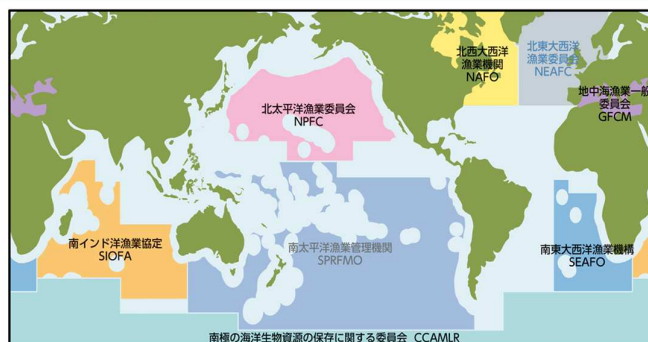 北西大西洋
漁業機関
NAFO
北東大西洋
漁業委員会
NEAFC
地中海漁業一般
委員会
GFCM
北太平洋漁業委員会
NPFC
南インド洋漁業協定
SIOFA
南太平洋漁業管理機関
SPRFMO
南東大西洋漁業機構
SEAFO
南極の海洋生物資源の保存に関する委員会 CCAMLR